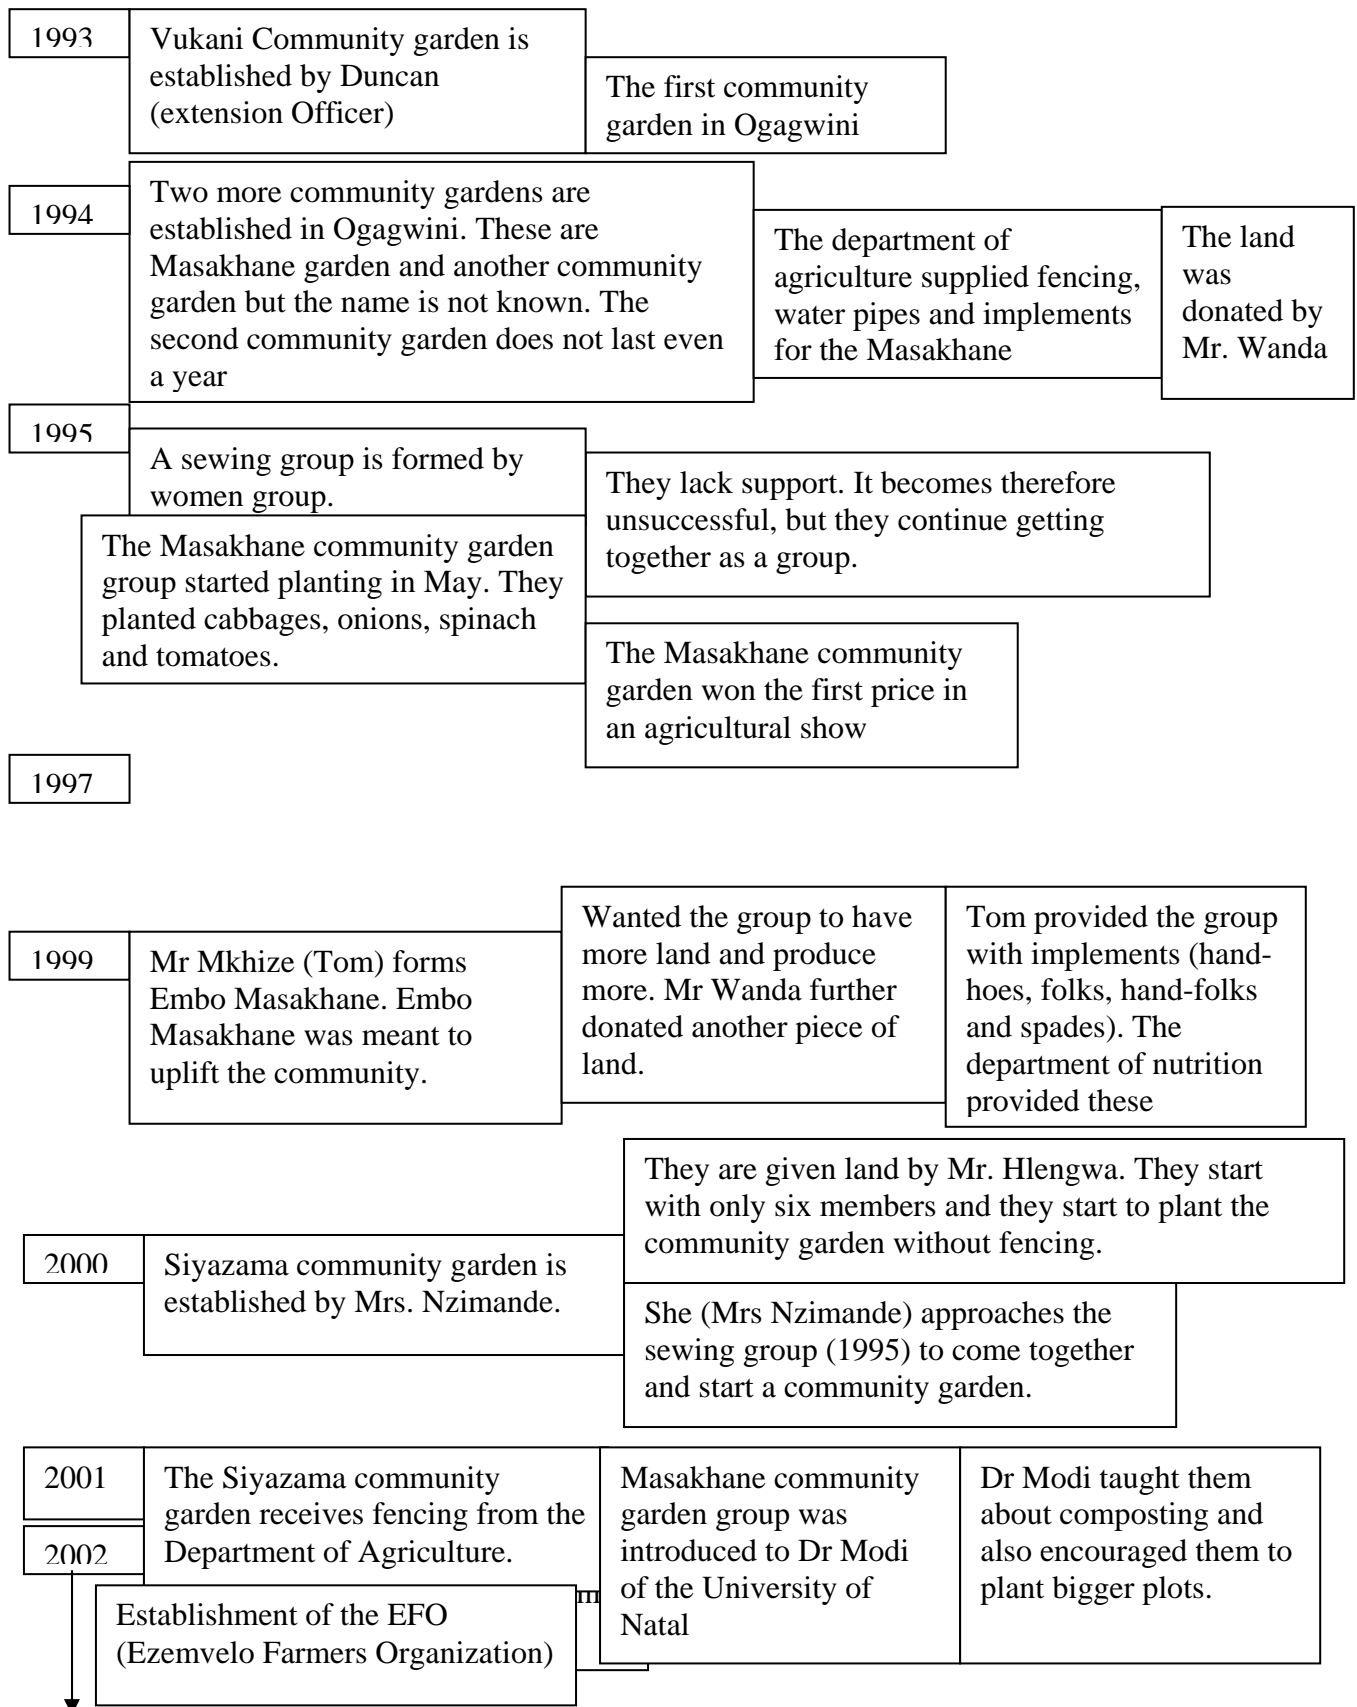 1993
Vukani Community garden is
established by Duncan
(extension Officer)
The first community
garden in Ogagwini
1994
Two more community gardens are
established in Ogagwini. These are
Masakhane garden and another community
garden but the name is not known. The
second community garden does not last even
a year
The department of
agriculture supplied fencing,
water pipes and implements
for the Masakhane
The land
was
donated by
Mr. Wanda
1995
A sewing group is formed by
women group.
They lack support. It becomes therefore
unsuccessful, but they continue getting
together as a group.
The Masakhane community garden
group started planting in May. They
planted cabbages, onions, spinach
and tomatoes.
The Masakhane community
garden won the first price in
an agricultural show
1997
1999
Mr Mkhize (Tom) forms
Embo Masakhane. Embo
Masakhane was meant to
uplift the community.
Wanted the group to have
more land and produce
more. Mr Wanda further
donated another piece of
land.
Tom provided the group
with implements (hand-
hoes, folks, hand-folks
and spades). The
department of nutrition
provided these
They are given land by Mr. Hlengwa. They start
with only six members and they start to plant the
community garden without fencing.
2000
Siyazama community garden is
established by Mrs. Nzimande.
She (Mrs Nzimande) approaches the
sewing group (1995) to come together
and start a community garden.
2001
The Siyazama community
garden receives fencing from the
Department of Agriculture.
Masakhane community
garden group was
introduced to Dr Modi
of the University of
Natal
Dr Modi taught them
about composting and
also encouraged them to
plant bigger plots.
2002
Establishment of the EFO
(Ezemvelo Farmers Organization)